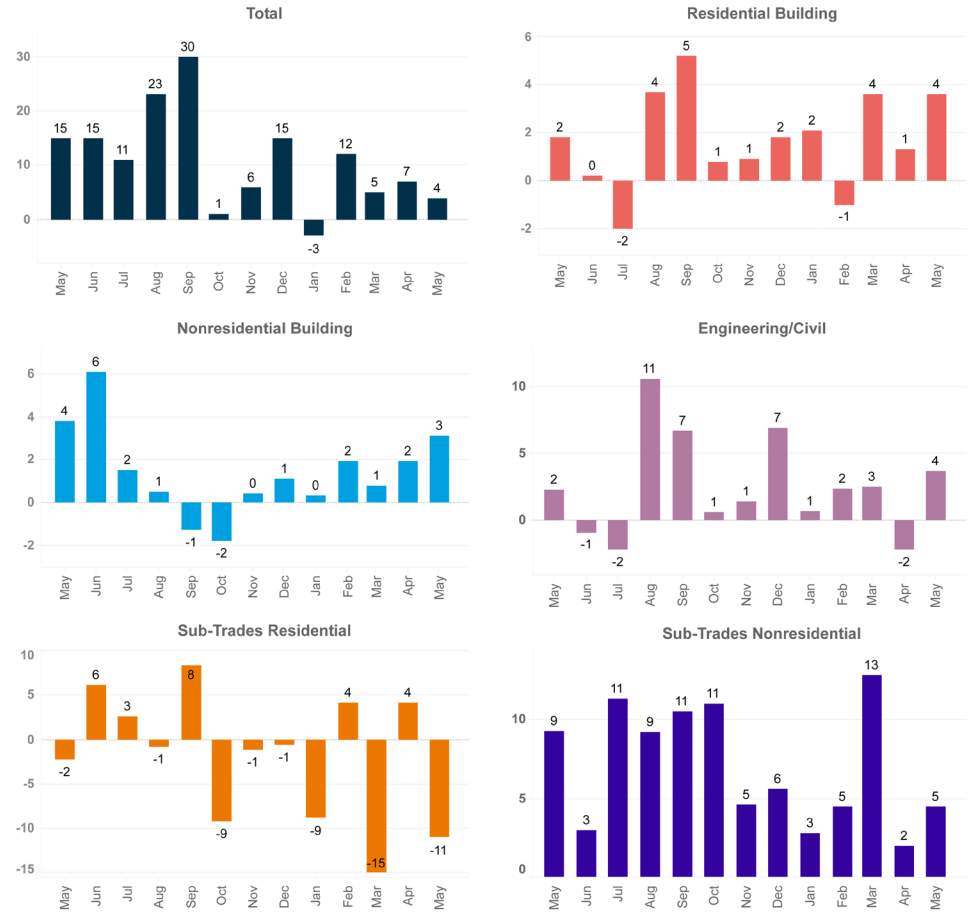 Total
30
20
10
0
15 15 11 23 30 1 6 15 -3 12 5 7 4
May Jun Jul Aug Sep Oct Nov Dec Jan Feb Mar Apr May
Residential Building
6
4
2
0
-2
2 0 -2 4 5 1 1 2 2 -1 4 1 4
May Jun Jul Aug Sep Oct Nov Dec Jan Feb Mar Apr May
Nonresidential Building
6
4
2
0
-2
4 6 2 1 -1 -2 0 1 0 2 1 2 3
May Jun Jul Aug Sep Oct Nov Dec Jan Feb Mar Apr May
Engineering/Civil
10
5
0
2 -1 -2 11 7 1 1 7 1 2 3 -2 4
May Jun Jul Aug Sep Oct Nov Dec Jan Feb Mar Apr May
Sub-Trades Residential
10
5
0
-5
-10
-15
-2 6 3 -1 8 -9 -1 -1 -9 4 -15 4 -11
May Jun Jul Aug Sep Oct Nov Dec Jan Feb Mar Apr May
Sub-Trades Nonresidential
10
5
0
9 3 11 9 11 11 5 6 3 5 13 2 5
May Jun Jul Aug Sep Oct Nov Dec Jan Feb Mar Apr May